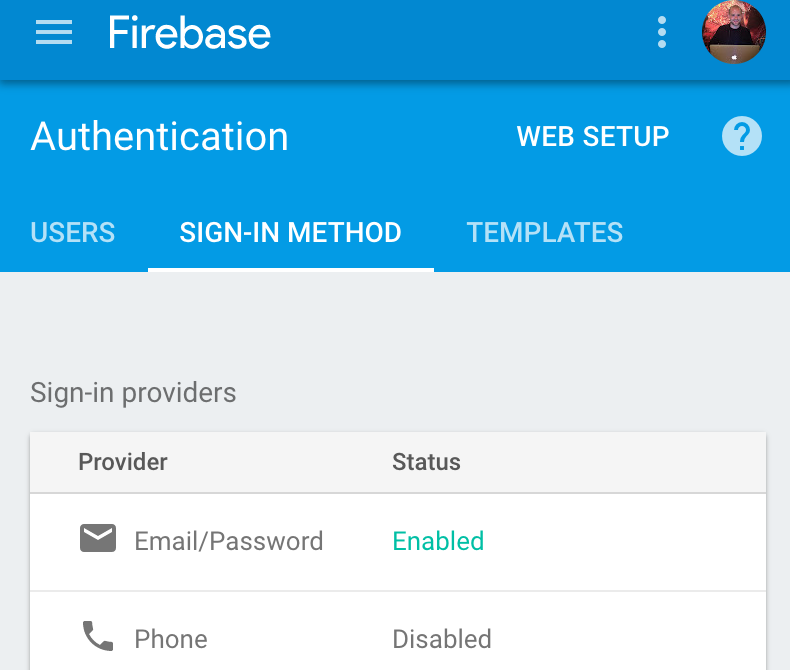 Firebase
Authentication WEB SETUP ?
USERS SIGN-IN METHOD TEMPLATES
Sign-in providers
Provider Status
Email/Password Enabled
Phone Disabled